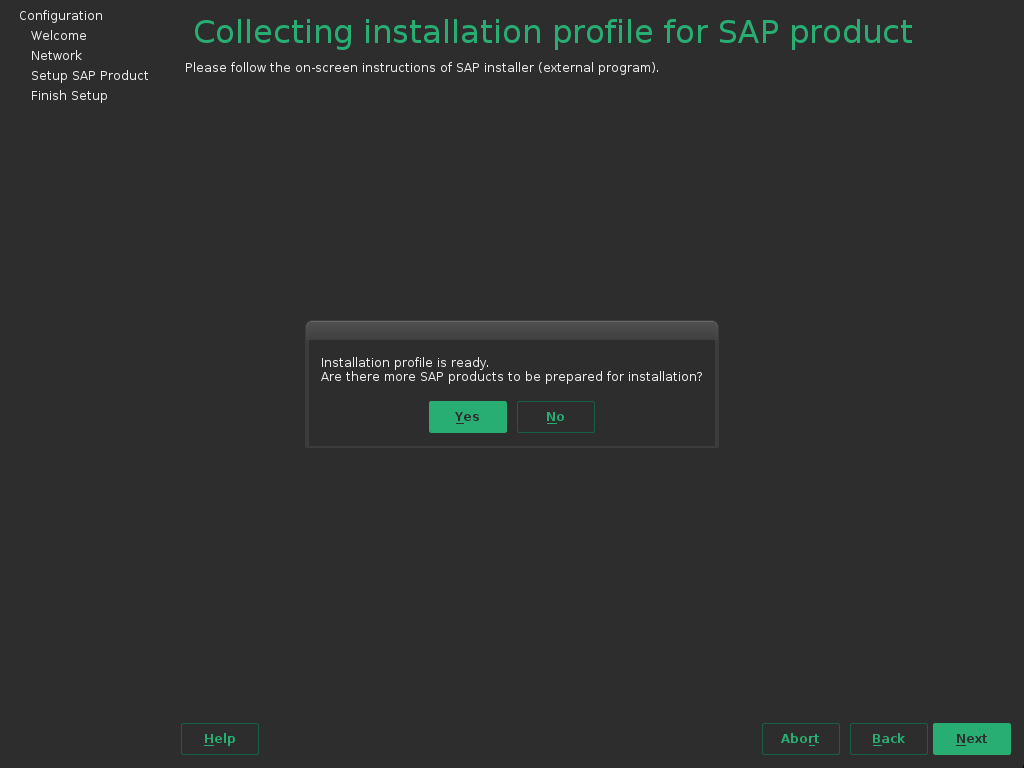 Configuration
Welcome
Network
Setup SAP Product
Finish Setup
Collecting installation profile for SAP product
Please follow the on-screen instructions of SAP installer (external program).
Installation profile is ready.
Are there more SAP products to be prepared for installation?
Yes
No
Help
Abort
Back
Next